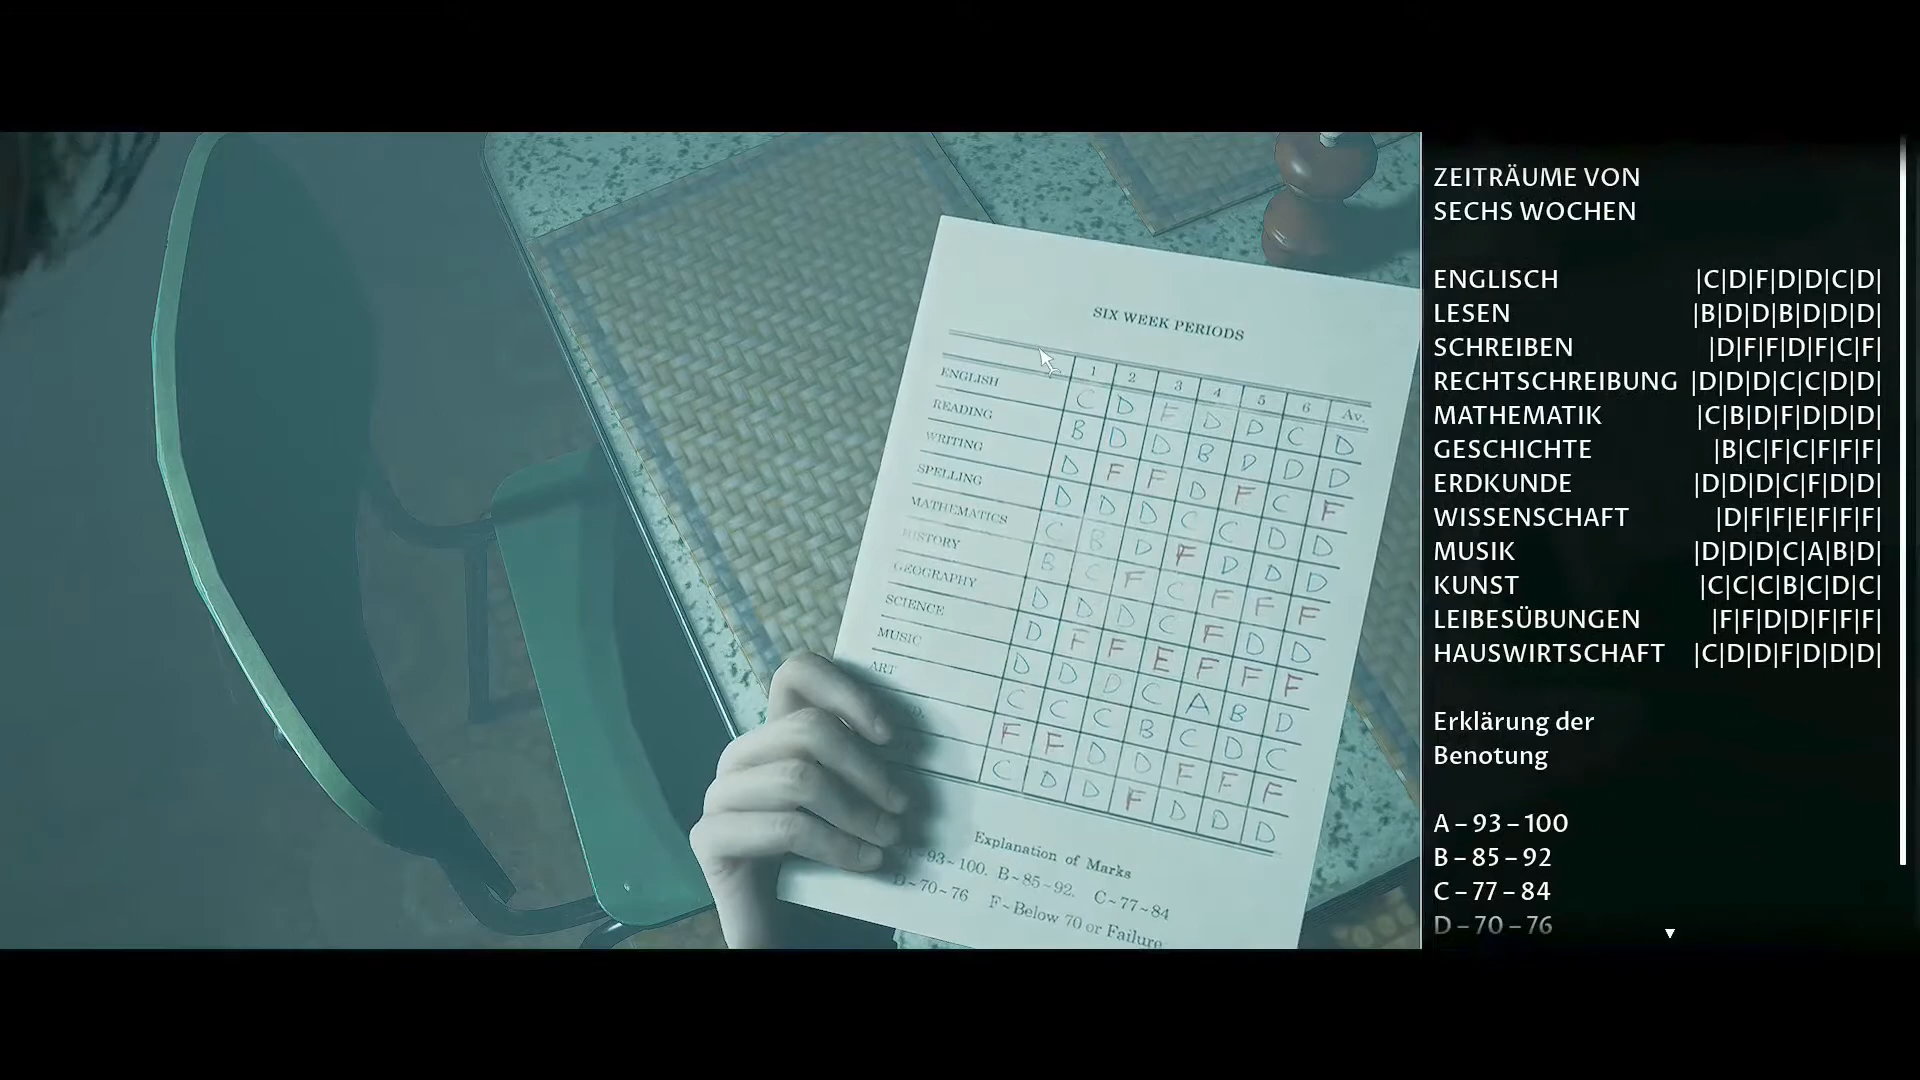 SIX WEEK PERIODS
1 2 3 4 5 6 Av.
ENGLISH C D F D D C D
READING B D D B D D D
WRITING D F F D F C F
SPELLING D D D C C D D
MATHEMATICS C B D F D D D
HISTORY B C F C F F F
GEOGRAPHY D D D C F D D
SCIENCE D F F E F F F
MUSIC D D D C A B D
ART C C C B C D C
F F D D F F F
C D D F D D D
Explanation of Marks
A~93~100. B~85~92. C~77~84
D~70~76 F~Below 70 or Failure
ZEITRÄUME VON
SECHS WOCHEN
ENGLISCH |C|D|F|D|D|C|D|
LESEN |B|D|D|B|D|D|D|
SCHREIBEN |D|F|F|D|F|C|F|
RECHTSCHREIBUNG |D|D|D|C|C|D|D|
MATHEMATIK |C|B|D|F|D|D|D|
GESCHICHTE |B|C|F|C|F|F|F|
ERDKUNDE |D|D|D|C|F|D|D|
WISSENSCHAFT |D|F|F|E|F|F|F|
MUSIK |D|D|D|C|A|B|D|
KUNST |C|C|C|B|C|D|C|
LEIBESÜBUNGEN |F|F|D|D|F|F|F|
HAUSWIRTSCHAFT |C|D|D|F|D|D|D|
Erklärung der
Benotung
A – 93 – 100
B – 85 – 92
C – 77 – 84
D – 70 – 76